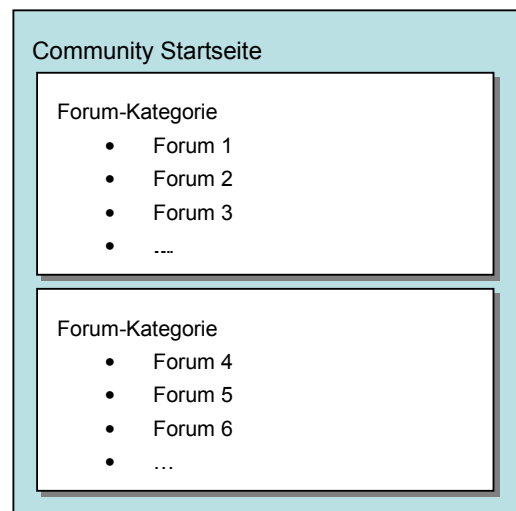 Community Startseite
Forum-Kategorie
• Forum 1
• Forum 2
• Forum 3
• ....
Forum-Kategorie
• Forum 4
• Forum 5
• Forum 6
• …